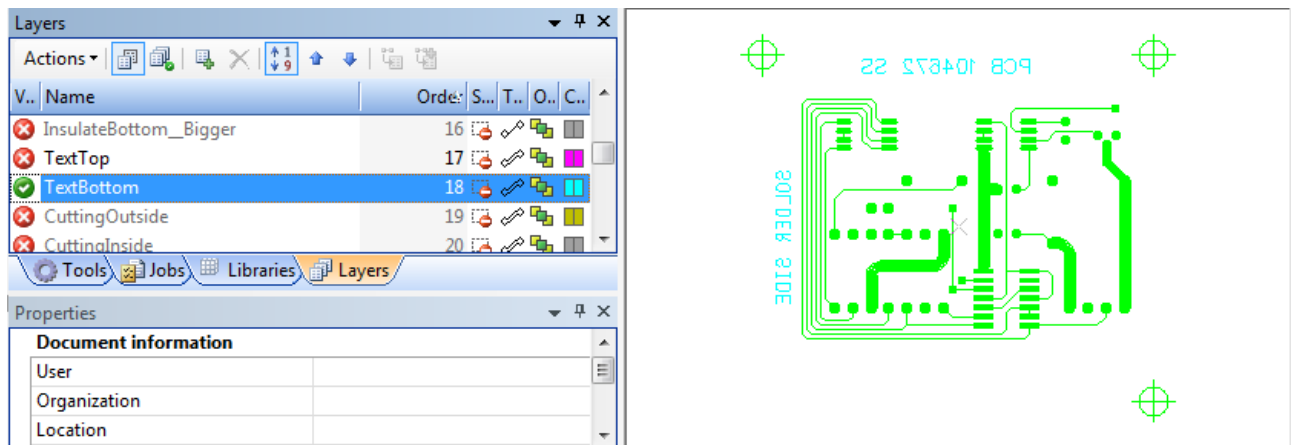 Layers
Actions
V.. Name Order S... T.. O.. C..
InsulateBottom_Bigger 16
TextTop 17
TextBottom 18
CuttingOutside 19
CuttingInside 20
Tools Jobs Libraries Layers
Properties
Document information
User
Organization
Location
PCB 104672 SS
SOLDER SIDE